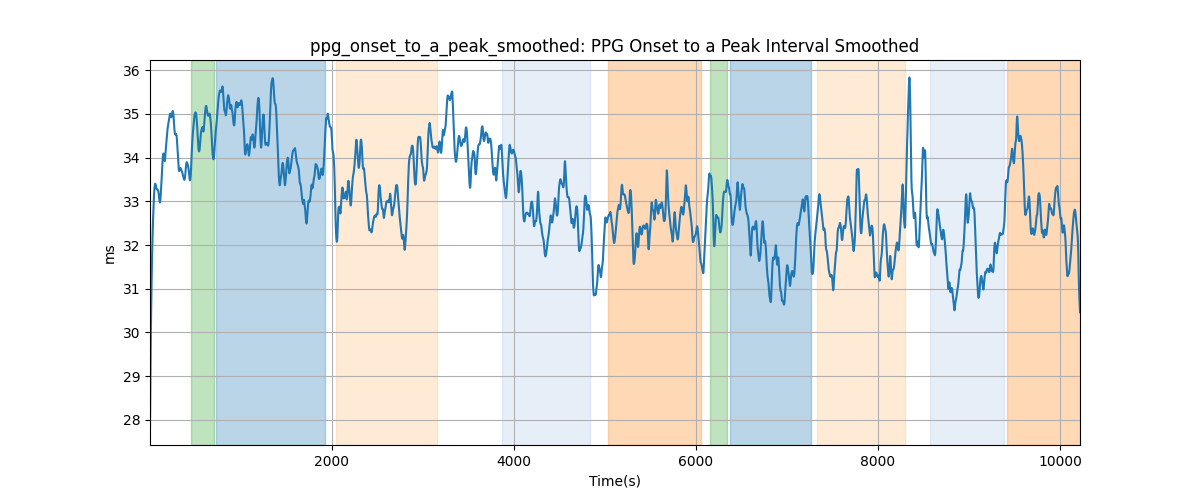 ppg_onset_to_a_peak_smoothed: PPG Onset to a Peak Interval Smoothed
36
35
34
33
32
31
30
29
28
ms
2000 4000 6000 8000 10000
Time(s)